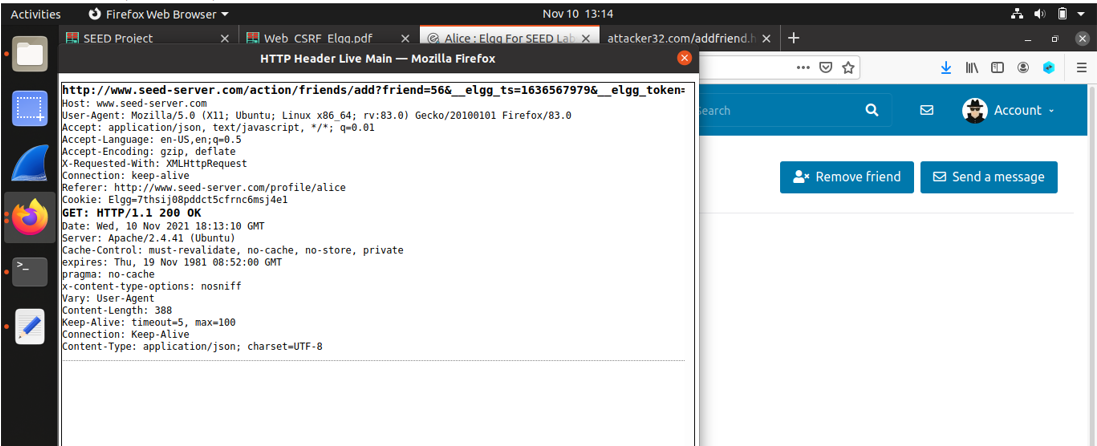 Activities
Firefox Web Browser
Nov 10 13:14
SEED Project
Web_CSRF_Elgg.pdf
Alice : Elgg For SEED Lab
attacker32.com/addfriend.h
HTTP Header Live Main — Mozilla Firefox
http://www.seed-server.com/action/friends/add?friend=56&__elgg_ts=1636567979&__elgg_token=
Host: www.seed-server.com
User-Agent: Mozilla/5.0 (X11; Ubuntu; Linux x86_64; rv:83.0) Gecko/20100101 Firefox/83.0
Accept: application/json, text/javascript, */*; q=0.01
Accept-Language: en-US,en;q=0.5
Accept-Encoding: gzip, deflate
X-Requested-With: XMLHttpRequest
Connection: keep-alive
Referer: http://www.seed-server.com/profile/alice
Cookie: Elgg=7thsij08pddct5cfrnc6msj4e1
GET: HTTP/1.1 200 OK
Date: Wed, 10 Nov 2021 18:13:10 GMT
Server: Apache/2.4.41 (Ubuntu)
Cache-Control: must-revalidate, no-cache, no-store, private
expires: Thu, 19 Nov 1981 08:52:00 GMT
pragma: no-cache
x-content-type-options: nosniff
Vary: User-Agent
Content-Length: 388
Keep-Alive: timeout=5, max=100
Connection: Keep-Alive
Content-Type: application/json; charset=UTF-8
earch
Account
Remove friend
Send a message